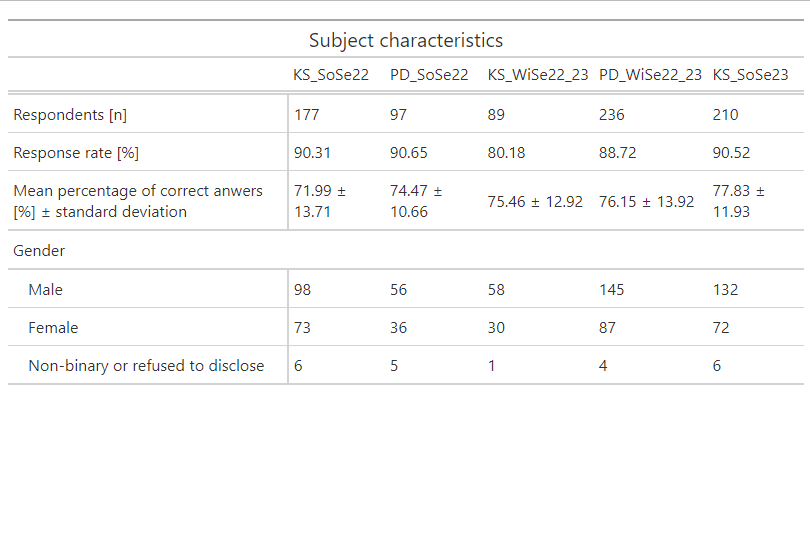 Subject characteristics
KS_SoSe22 PD_SoSe22 KS_WiSe22_23 PD_WiSe22_23 KS_SoSe23
Respondents [n] 177 97 89 236 210
Response rate [%] 90.31 90.65 80.18 88.72 90.52
Mean percentage of correct anwers [%] ± standard deviation 71.99 ± 13.71 74.47 ± 10.66 75.46 ± 12.92 76.15 ± 13.92 77.83 ± 11.93
Gender
Male 98 56 58 145 132
Female 73 36 30 87 72
Non-binary or refused to disclose 6 5 1 4 6